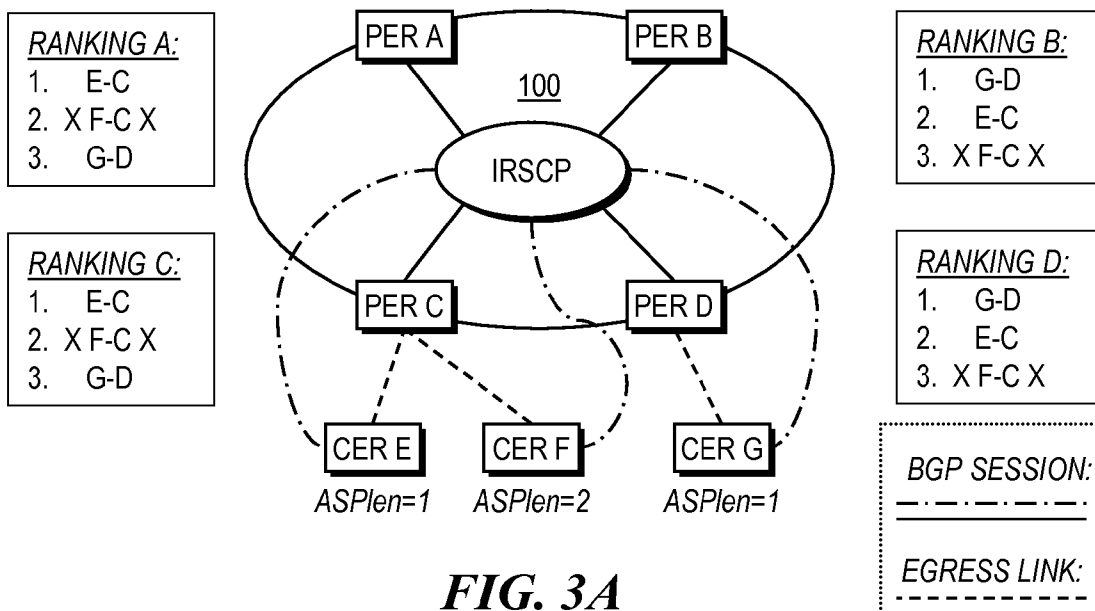 RANKING A:
1. E-C
2. X F-C X
3. G-D
PER A
PER B
100
IRSCP
RANKING B:
1. G-D
2. E-C
3. X F-C X
RANKING C:
1. E-C
2. X F-C X
3. G-D
PER C
PER D
RANKING D:
1. G-D
2. E-C
3. X F-C X
CER E
CER F
CER G
ASPlen=1
ASPlen=2
ASPlen=1
BGP SESSION:
EGRESS LINK:
FIG. 3A